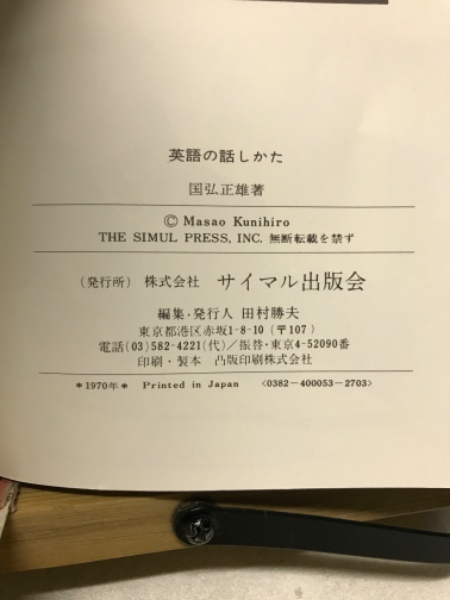 英語の話しかた
国弘正雄著
© Masao Kunihiro
THE SIMUL PRESS, INC. 無断転載を禁ず
(発行所) 株式会社 サイマル出版会
編集・発行人 田村勝夫
東京都港区赤坂1-8-10 (〒107)
電話(03)582-4221(代)/振替・東京4-52090番
印刷・製本 凸版印刷株式会社
*1970年* Printed in Japan <0382-400053-2703>